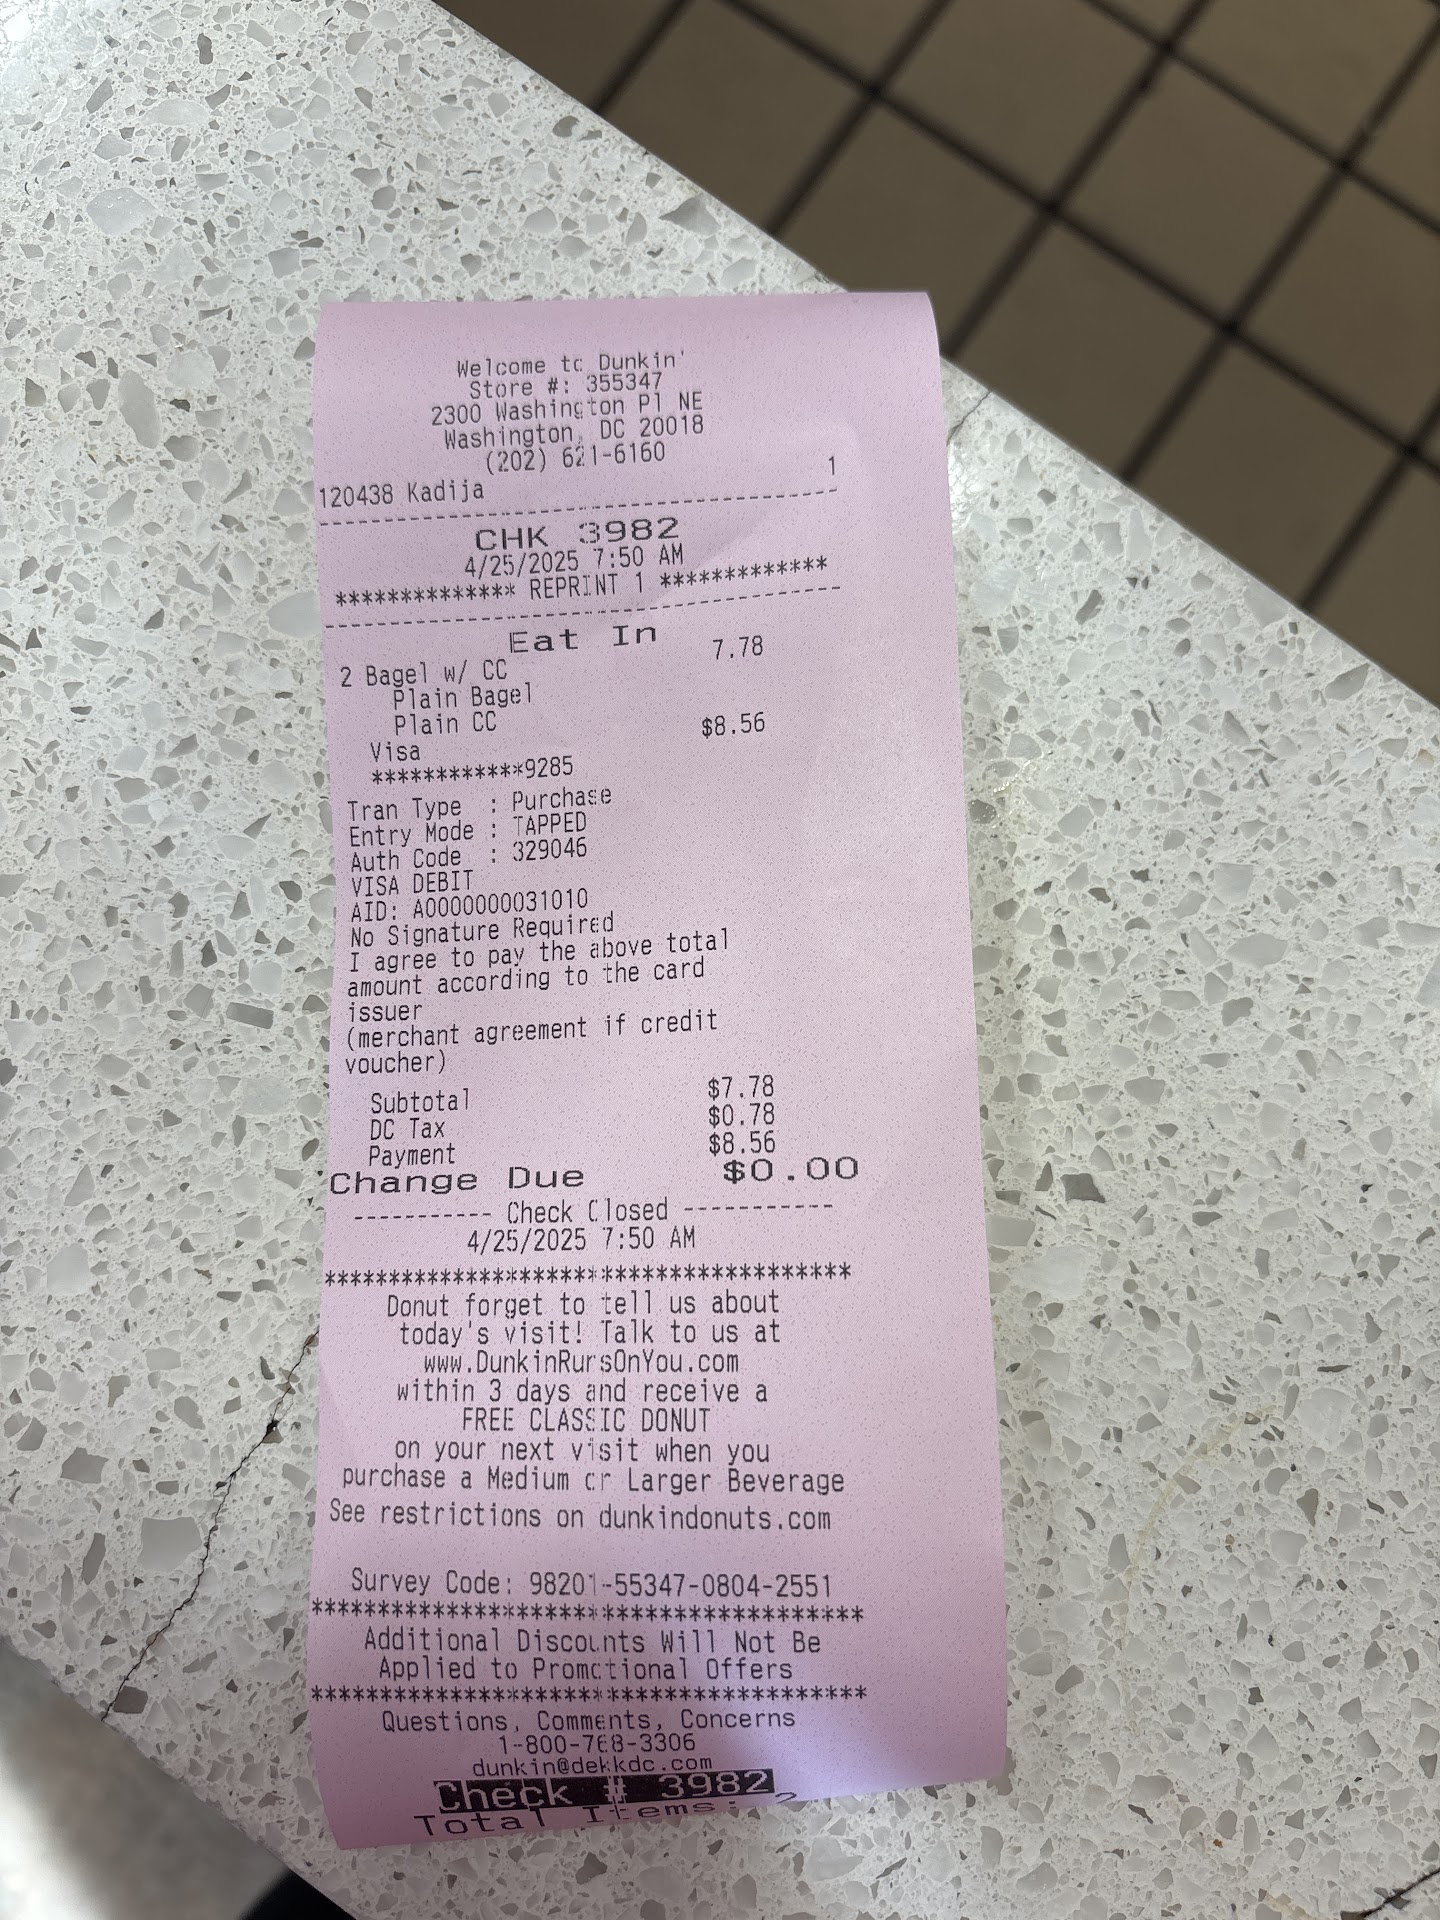 Welcome to Dunkin'
Store #: 355347
2300 Washington Pl NE
Washington, DC 20018
(202) 621-6160
120438 Kadija 1
--------------------------------
CHK 3982
4/25/2025 7:50 AM
************** REPRINT 1 *************
--------------------------------
Eat In
2 Bagel w/ CC 7.78
Plain Bagel
Plain CC
Visa $8.56
************9285
Tran Type : Purchase
Entry Mode : TAPPED
Auth Code : 329046
VISA DEBIT
AID: A0000000031010
No Signature Required
I agree to pay the above total
amount according to the card
issuer
(merchant agreement if credit
voucher)
Subtotal $7.78
DC Tax $0.78
Payment $8.56
Change Due $0.00
----------- Check Closed ------------
4/25/2025 7:50 AM
****************************************
Donut forget to tell us about
today's visit! Talk to us at
www.DunkinRunsOnYou.com
within 3 days and receive a
FREE CLASSIC DONUT
on your next visit when you
purchase a Medium or Larger Beverage
See restrictions on dunkindonuts.com
Survey Code: 98201-55347-0804-2551
****************************************
Additional Discounts Will Not Be
Applied to Promotional Offers
****************************************
Questions, Comments, Concerns
1-800-768-3306
dunkin@dekkdc.com
Check # 3982
Total Items: 2